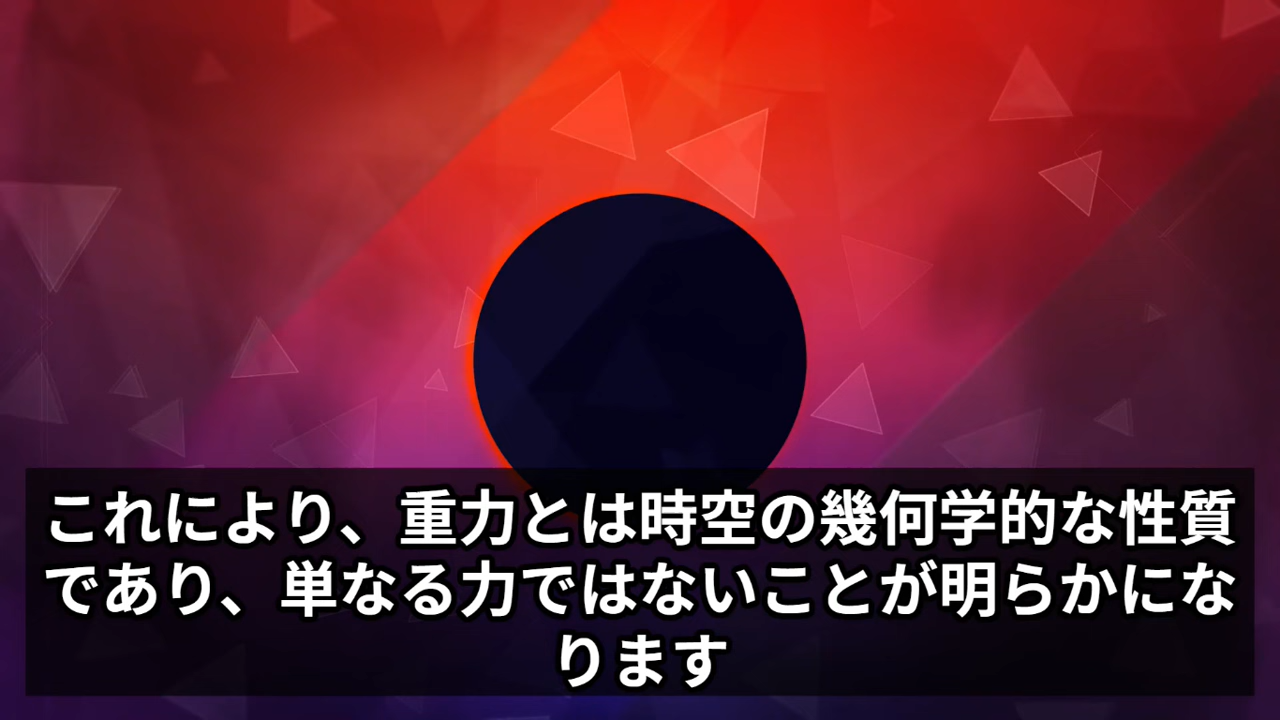 これにより、重力とは時空の幾何学的な性質
であり、単なる力ではないことが明らかにな
ります